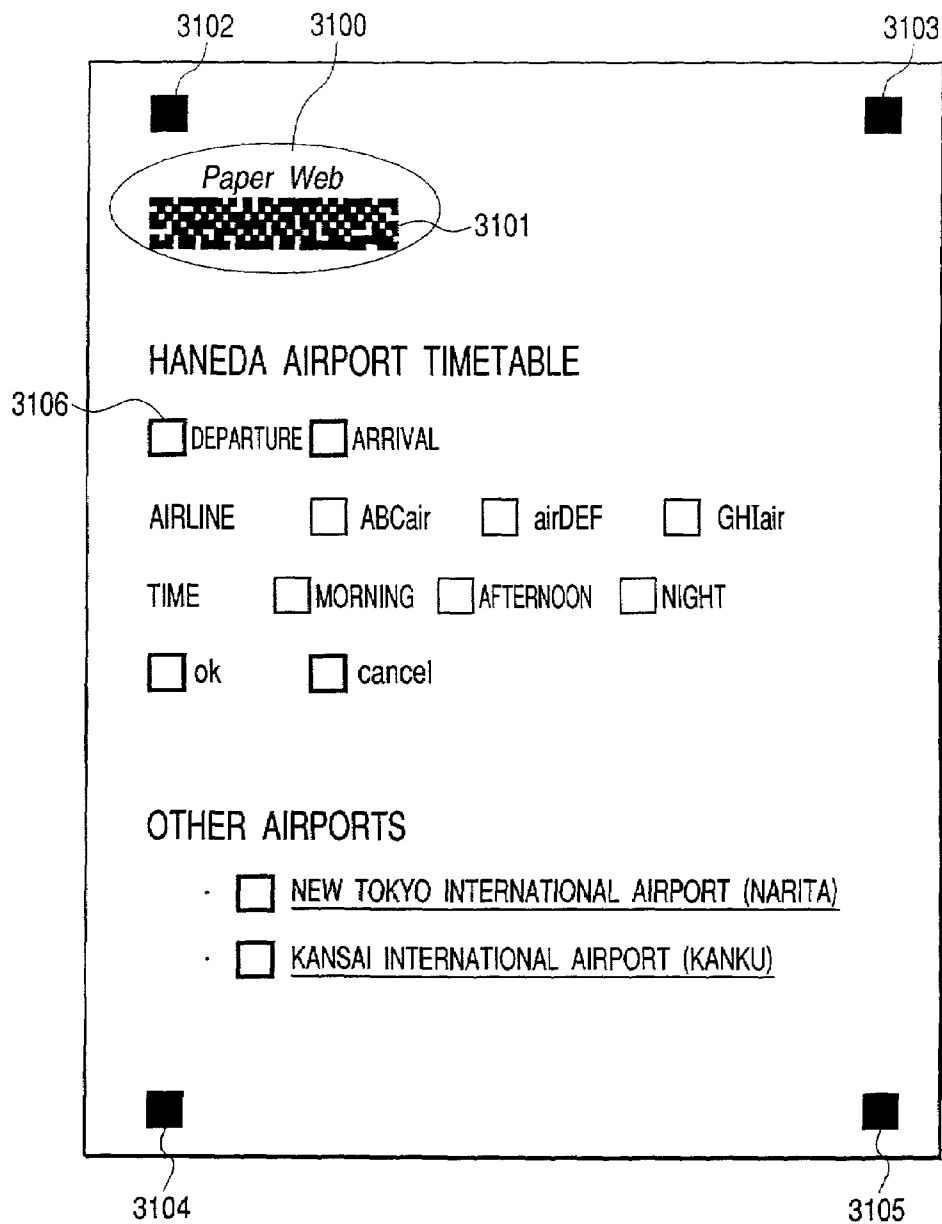 3102 3100 3103
Paper Web
3101
HANEDA AIRPORT TIMETABLE
3106
DEPARTURE ARRIVAL
AIRLINE ABCair airDEF GHIair
TIME MORNING AFTERNOON NIGHT
ok cancel
OTHER AIRPORTS
· NEW TOKYO INTERNATIONAL AIRPORT (NARITA)
· KANSAI INTERNATIONAL AIRPORT (KANKU)
3104 3105